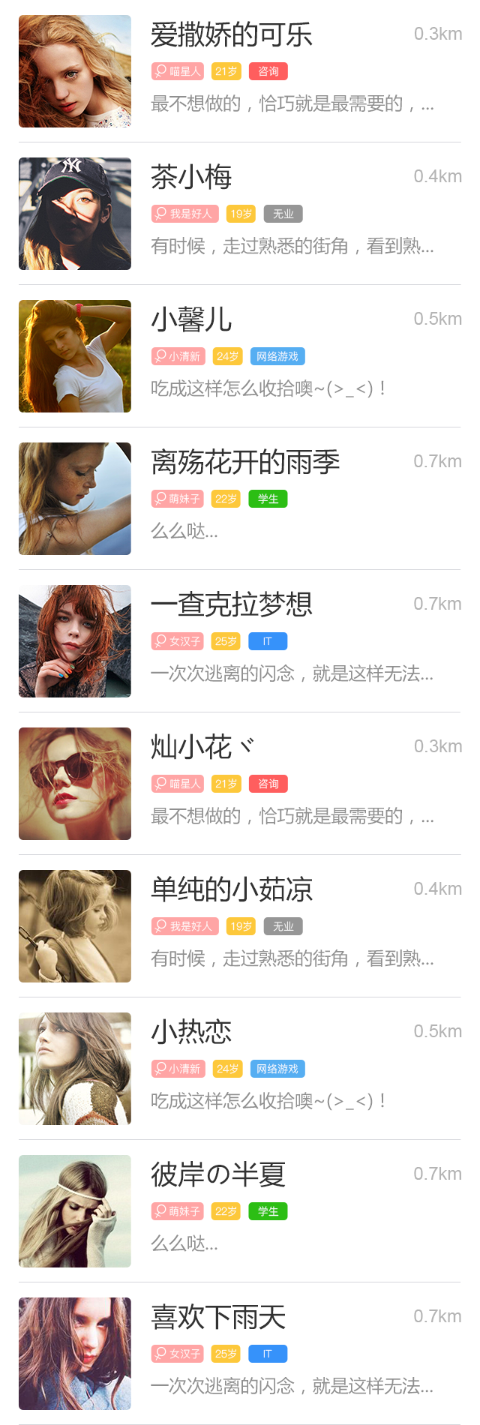 爱撒娇的可乐 0.3km
喵星人 21岁 咨询
最不想做的，恰巧就是最需要的，...
茶小梅 0.4km
我是好人 19岁 无业
有时候，走过熟悉的街角，看到熟...
小馨儿 0.5km
小清新 24岁 网络游戏
吃成这样怎么收拾噢~(>_<)！
离殇花开的雨季 0.7km
萌妹子 22岁 学生
么么哒...
一查克拉梦想 0.7km
女汉子 25岁 IT
一次次逃离的闪念，就是这样无法...
灿小花ヾ 0.3km
喵星人 21岁 咨询
最不想做的，恰巧就是最需要的，...
单纯的小茹凉 0.4km
我是好人 19岁 无业
有时候，走过熟悉的街角，看到熟...
小热恋 0.5km
小清新 24岁 网络游戏
吃成这样怎么收拾噢~(>_<)！
彼岸の半夏 0.7km
萌妹子 22岁 学生
么么哒...
喜欢下雨天 0.7km
女汉子 25岁 IT
一次次逃离的闪念，就是这样无法...